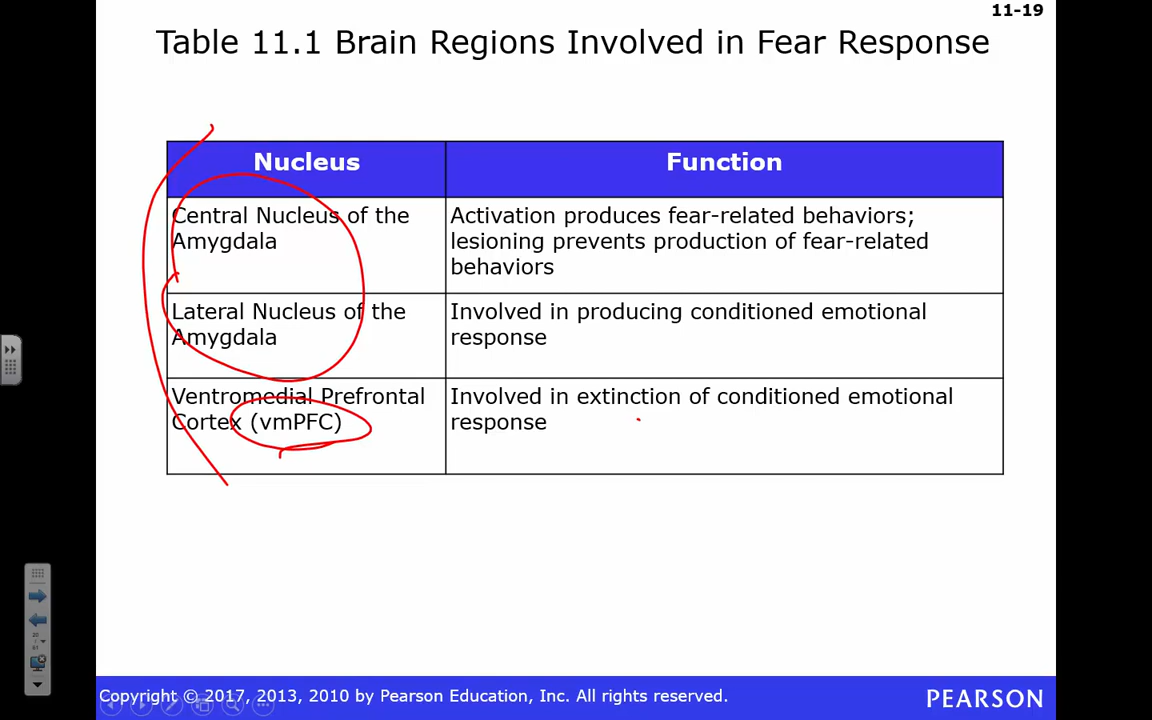 11-19
Table 11.1 Brain Regions Involved in Fear Response
Nucleus
Function
Central Nucleus of the
Amygdala
Activation produces fear-related behaviors;
lesioning prevents production of fear-related
behaviors
Lateral Nucleus of the
Amygdala
Involved in producing conditioned emotional
response
Ventromedial Prefrontal
Cortex (vmPFC)
Involved in extinction of conditioned emotional
response
Copyright © 2017, 2013, 2010 by Pearson Education, Inc. All rights reserved.
PEARSON